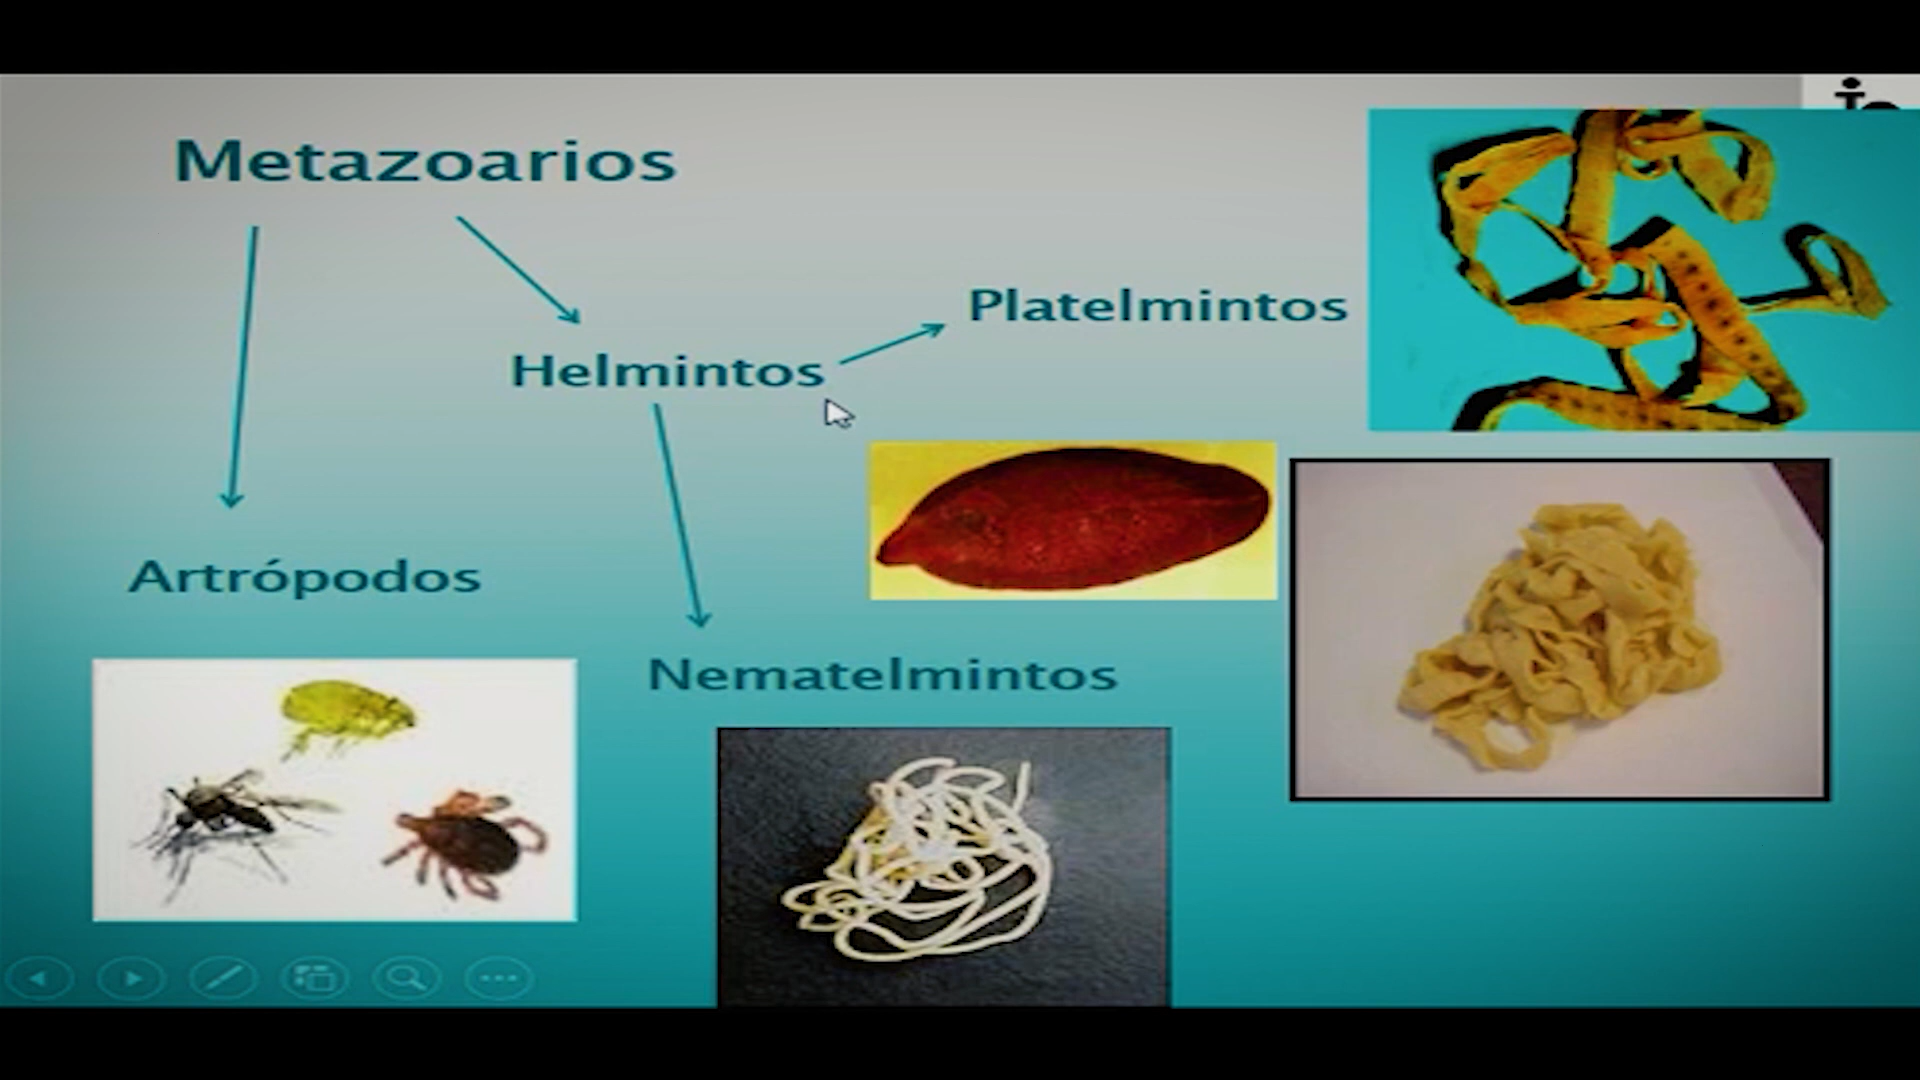 Metazoarios
Platelmintos
Helmintos
Artrópodos
Nematelmintos